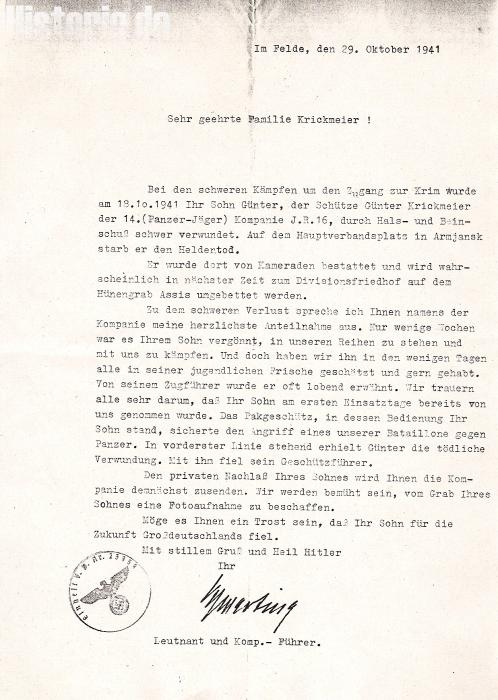 Historia.de
Im Felde, den 29. Oktober 1941
Sehr geehrte Familie Krickmeier !
Bei den schweren Kämpfen um den Zugang zur Krim wurde
am 18.1o.1941 Ihr Sohn Günter, der Schütze Günter Krickmeier
der 14.(Panzer-Jäger) Kompanie J.R.16, durch Hals- und Bein-
schuß schwer verwundet. Auf dem Hauptverbandsplats in Armjansk
starb er den Heldentod.
Er wurde dort von Kameraden bestattet und wird wahr-
scheinlich in nächster Zeit zum Divisionsfriedhof auf dem
Hünengrab Assis umgebettet werden.
Zu dem schweren Verlust spreche ich Ihnen namens der
Kompanie meine herzlichste Anteilnahme aus. Nur wenige Wochen
war es Ihrem Sohn vergönnt, in unseren Reihen zu stehen und
mit uns zu kämpfen. Und doch haben wir ihn in den wenigen Tagen
alle in seiner jugendlichen Frische geschätzt und gern gehabt.
Von seinem Zugführer wurde er oft lobend erwähnt. Wir trauern
alle sehr darum, daß Ihr Sohn am ersten Einsatztage bereits von
uns genommen wurde. Das Pakgeschütz, in dessen Bedienung Ihr
Sohn stand, sicherte den Angriff eines unserer Bataillone gegen
Panzer. In vorderster Linie stehend erhielt Günter die tödliche
Verwundung. Mit ihm fiel sein Geschützführer.
Den privaten Nachlaß Ihres Sohnes wird Ihnen die Kom-
panie demnächst zusenden. Wir werden bemüht sein, vom Grab Ihres
Sohnes eine Fotoaufnahme zu beschaffen.
Möge es Ihnen ein Trost sein, daß Ihr Sohn für die
Zukunft Großdeutschlands fiel.
Mit stillem Gruß und Heil Hitler
Ihr
Leutnant und Komp.- Führer.
Einheit F.P. Nr.